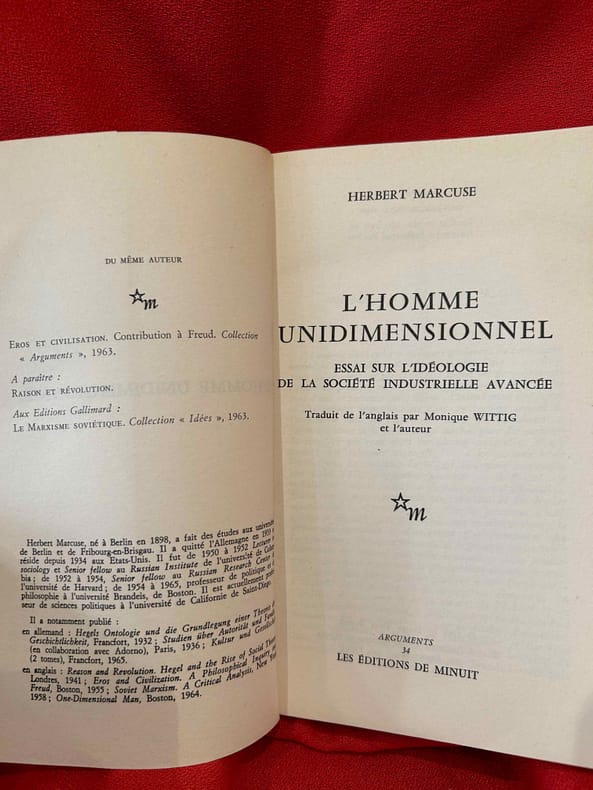 DU MÊME AUTEUR
m
EROS ET CIVILISATION. Contribution à Freud. Collection
« Arguments », 1963.
A paraître :
RAISON ET RÉVOLUTION.
Aux Editions Gallimard :
LE MARXISME SOVIÉTIQUE. Collection « Idées », 1963.
Herbert Marcuse, né à Berlin en 1898, a fait des études aux
de Berlin et de Fribourg-en-Brisgau. Il a quitté l'Allemagne en
réside depuis 1934 aux Etats-Unis. Il fut de 1950 à 1952
sociology et Senior fellow au Russian Institute de l'université de
bia ; de 1952 à 1954, Senior fellow au Russian Research
l'université de Harvard ; de 1954 à 1965, professeur de politique et
philosophie à l'université Brandeis, de Boston. Il est actuellement
seur de sciences politiques à l'université de Californie de
Il a notamment publié :
en allemand : Hegels Ontologie und die Grundlegung einer
Geschichtlichkeit, Francfort, 1932 ; Studien über Autorität und
(en collaboration avec Adorno), Paris, 1936 ; Kultur und
(2 tomes), Francfort, 1965.
en anglais : Reason and Revolution. Hegel and the Rise of Social
Londres, 1941 ; Eros and Civilization. A Philosophical Inquiry
Freud, Boston, 1955 ; Soviet Marxism. A Critical Analysis,
1958 ; One-Dimensional Man, Boston, 1964.
HERBERT MARCUSE
L'HOMME
UNIDIMENSIONNEL
ESSAI SUR L'IDÉOLOGIE
DE LA SOCIÉTÉ INDUSTRIELLE AVANCÉE
Traduit de l'anglais par Monique WITTIG
et l'auteur
m
ARGUMENTS
34
LES ÉDITIONS DE MINUIT